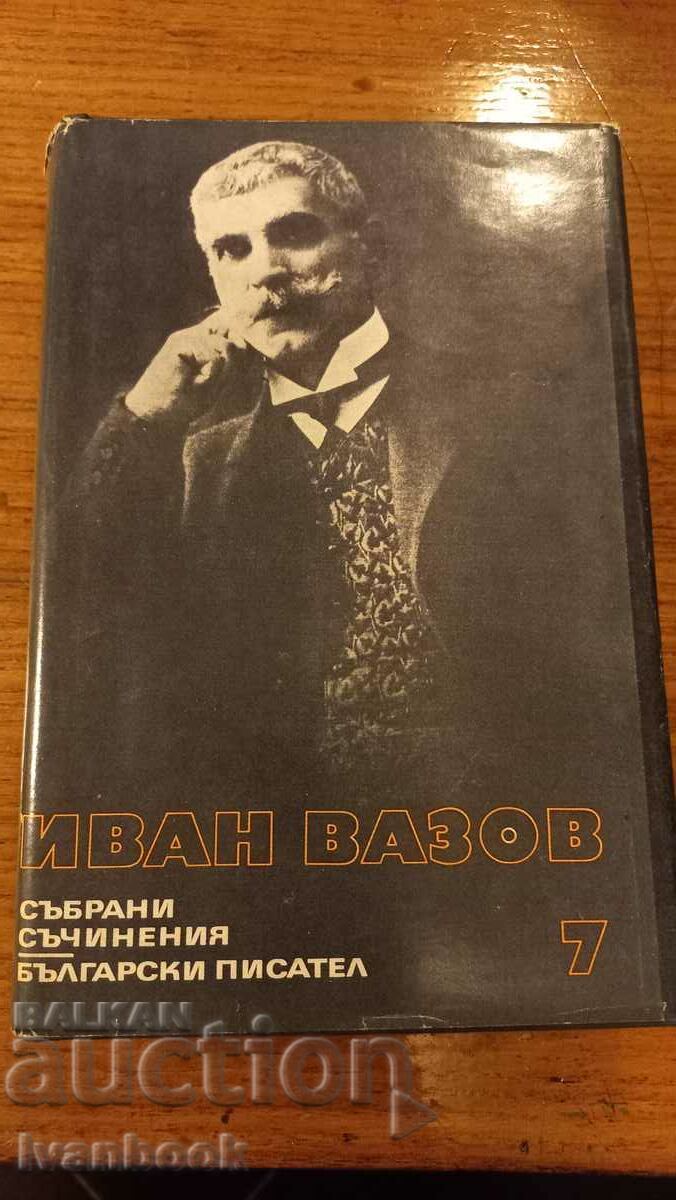 ИВАН ВАЗОВ
СЪБРАНИ
СЪЧИНЕНИЯ
БЪЛГАРСКИ ПИСАТЕЛ
7
BALKAN
auction
Ivanbook